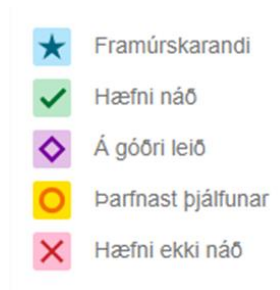 Framúrskarandi
Hæfni náð
Á góðri leið
Þarfnast þjálfunar
Hæfni ekki náð